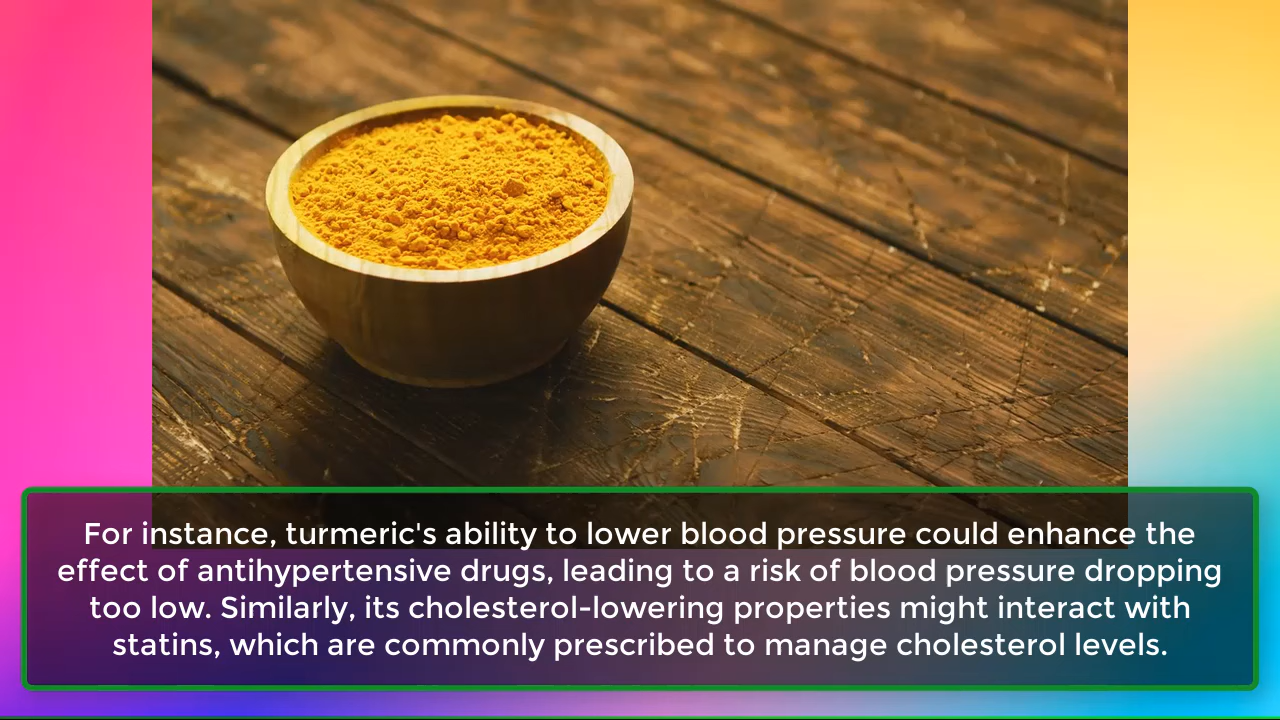 For instance, turmeric's ability to lower blood pressure could enhance the
effect of antihypertensive drugs, leading to a risk of blood pressure dropping
too low. Similarly, its cholesterol-lowering properties might interact with
statins, which are commonly prescribed to manage cholesterol levels.